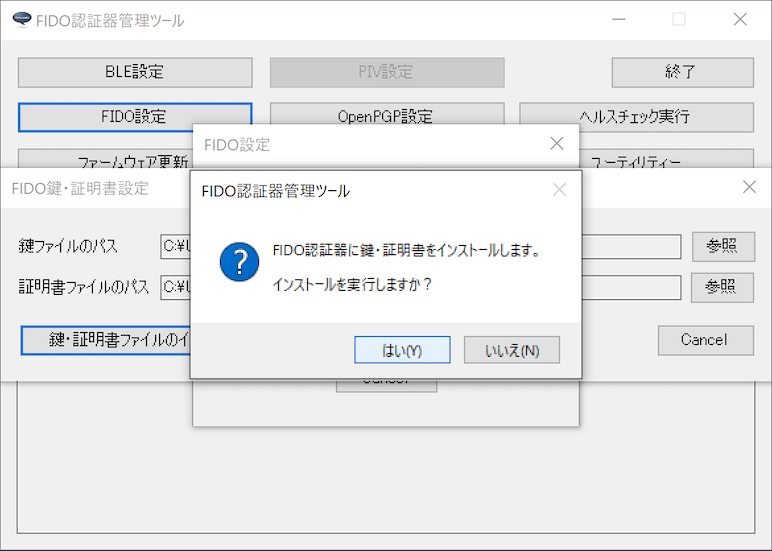 FIDO認証器管理ツール
BLE設定
PIV設定
終了
FIDO設定
OpenPGP設定
ヘルスチェック実行
ファームウェア更新
ユーティリティー
FIDO設定
FIDO鍵・証明書設定
鍵ファイルのパス
C:¥
参照
証明書ファイルのパス
C:¥
参照
鍵・証明書ファイルのイ
Cancel
FIDO認証器管理ツール
FIDO認証器に鍵・証明書をインストールします。
インストールを実行しますか？
はい(Y)
いいえ(N)
Cancel